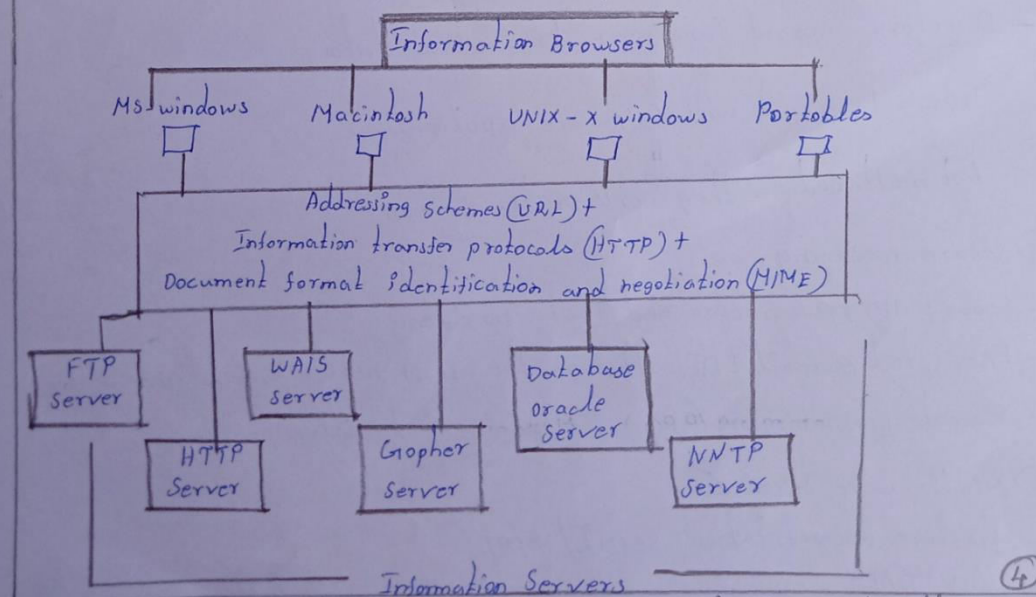 Information Browsers
Ms-windows Macintosh UNIX - X windows Portobles
Addressing Schemes (URL) +
Information transfer protocols (HTTP) +
Document format identification and negotiation (MIME)
FTP
Server
WAIS
Server
Database
Oracle
Server
HTTP
Server
Gopher
Server
NNTP
Server
Information Servers
4